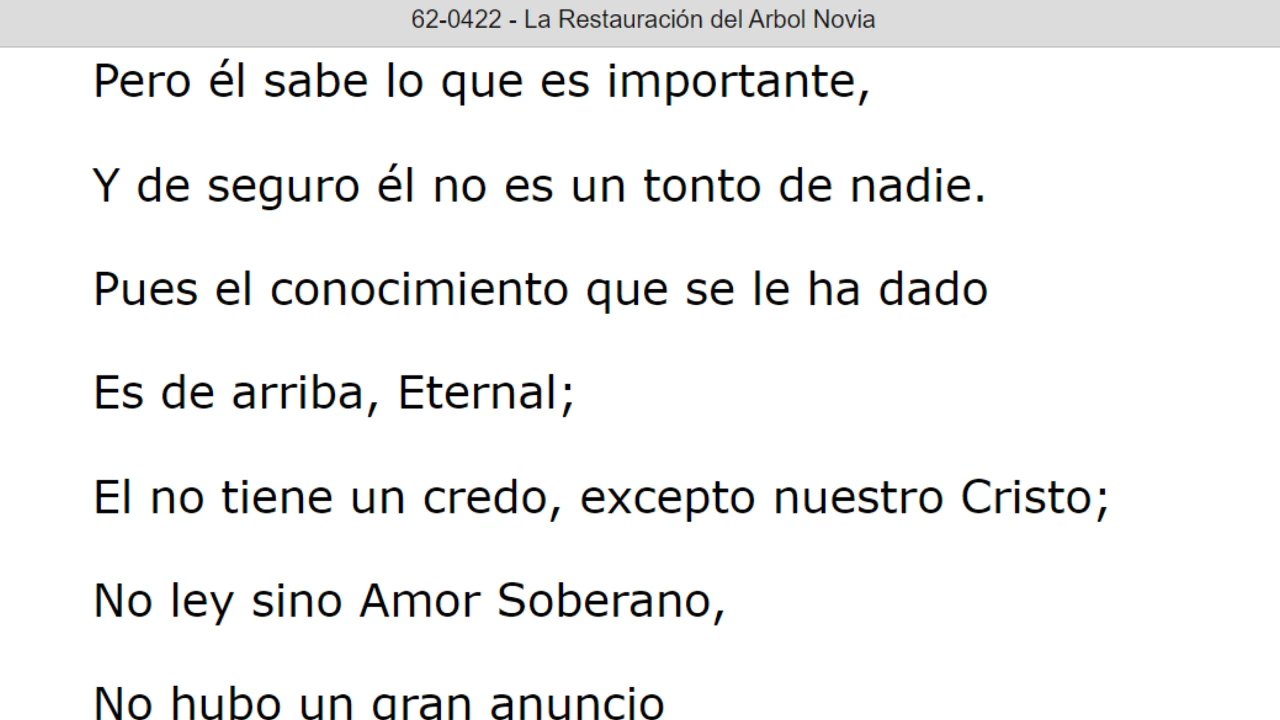 62-0422 - La Restauración del Arbol Novia
Pero él sabe lo que es importante,
Y de seguro él no es un tonto de nadie.
Pues el conocimiento que se le ha dado
Es de arriba, Eternal;
El no tiene un credo, excepto nuestro Cristo;
No ley sino Amor Soberano,
No hubo un gran anuncio